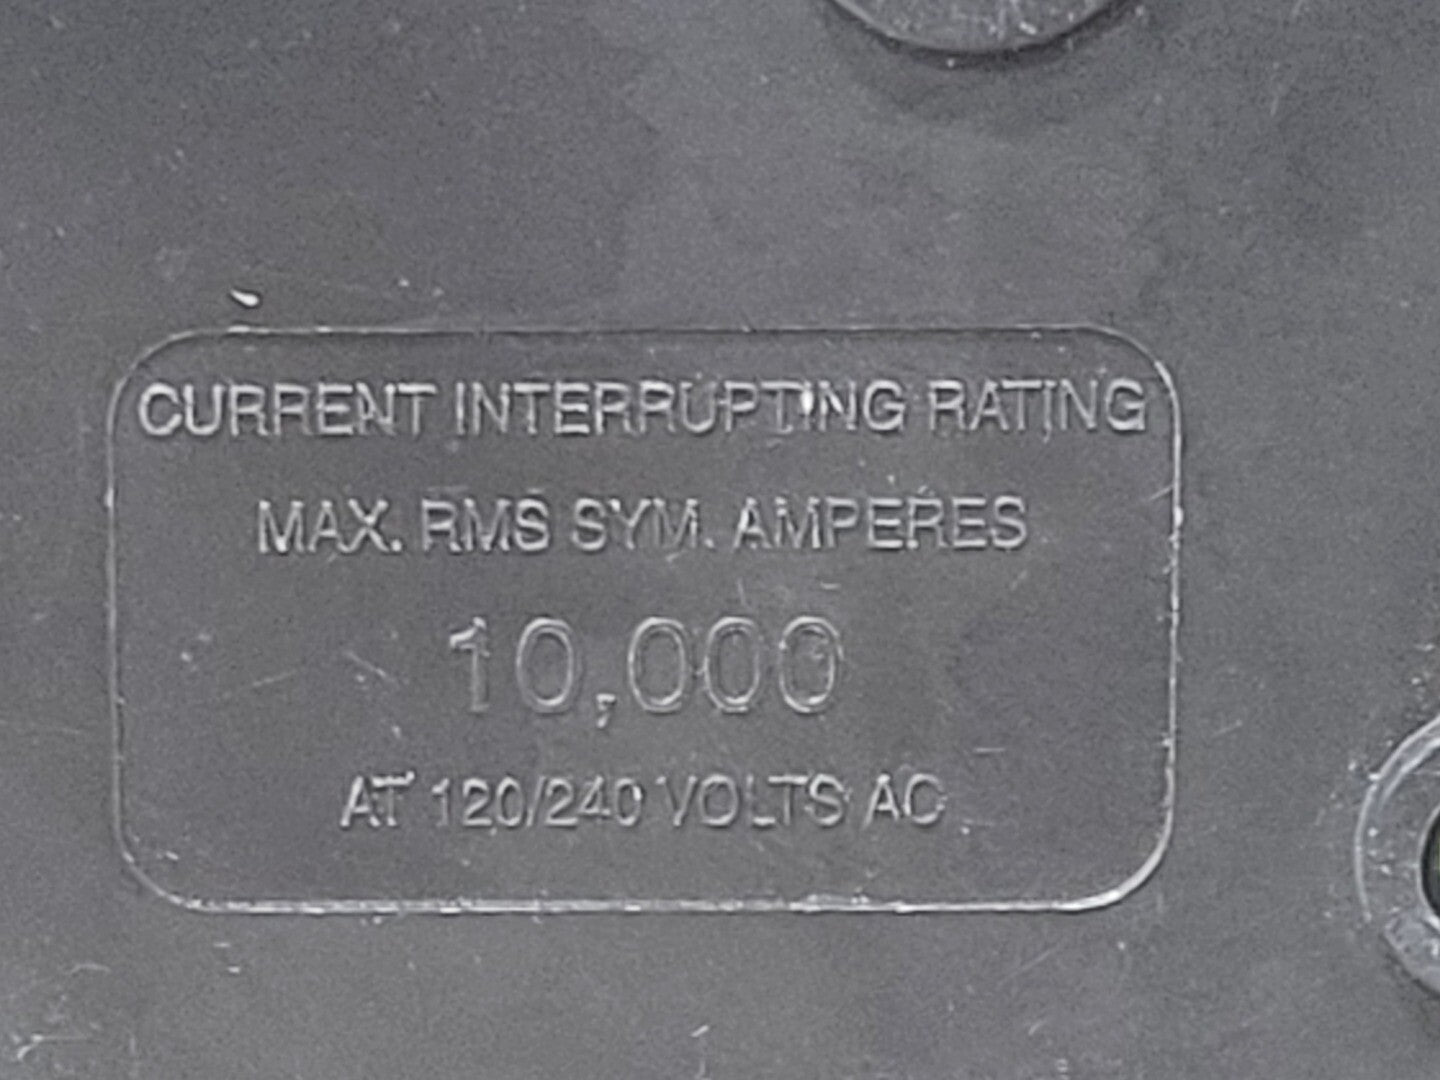 CURRENT INTERRUPTING RATING
MAX. RMS SYM. AMPERES
10,000
AT 120/240 VOLTS AC